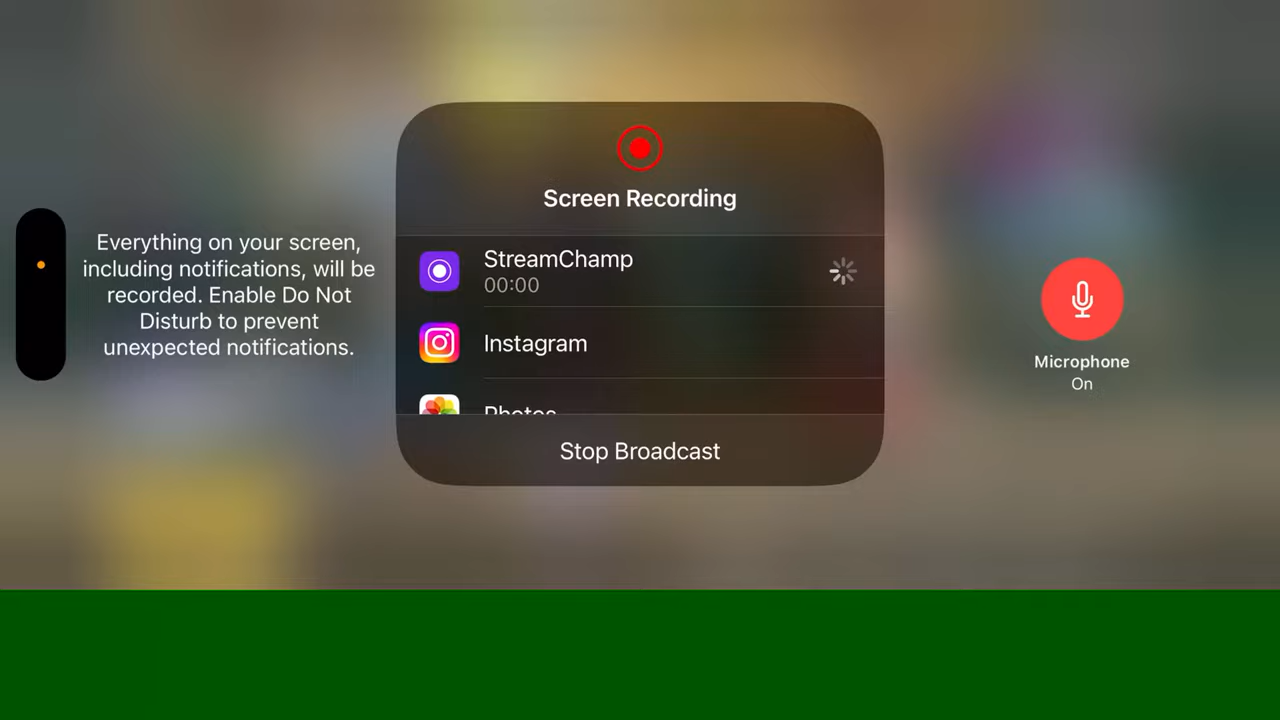 Screen Recording
Everything on your screen,
including notifications, will be
recorded. Enable Do Not
Disturb to prevent
unexpected notifications.
StreamChamp
00:00
Instagram
Photos
Stop Broadcast
Microphone
On